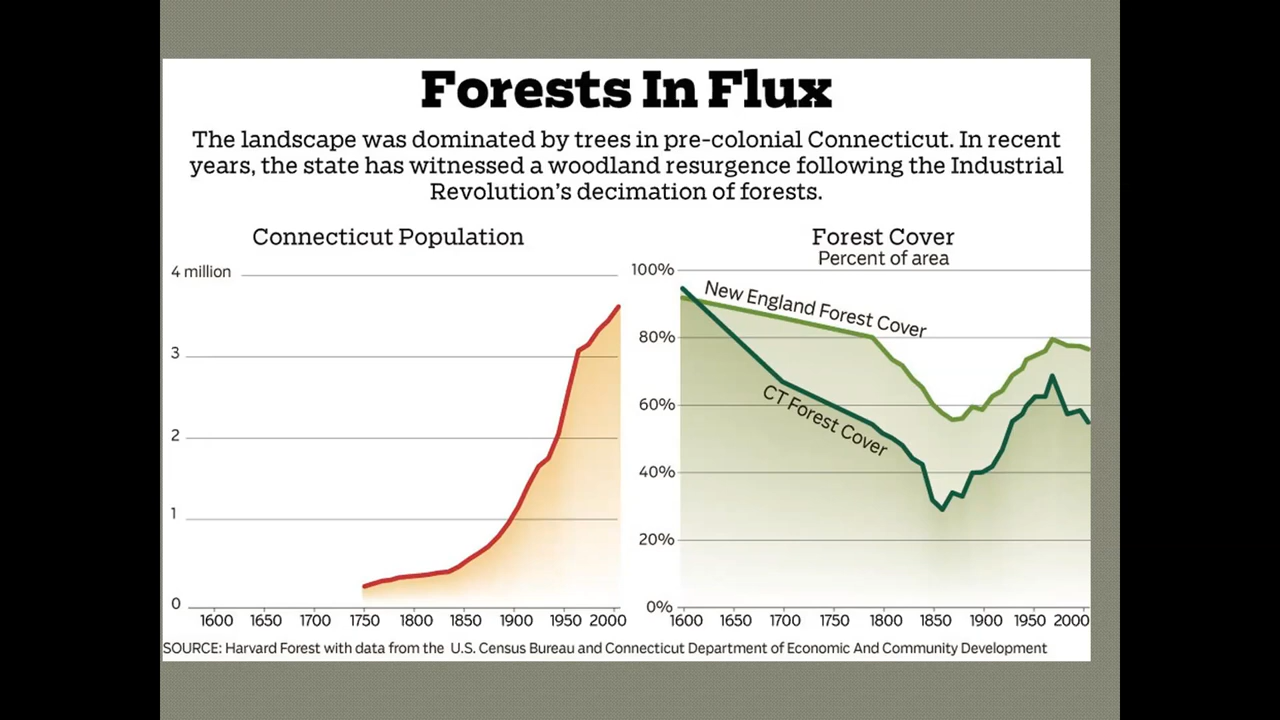 Forests In Flux
The landscape was dominated by trees in pre-colonial Connecticut. In recent
years, the state has witnessed a woodland resurgence following the Industrial
Revolution's decimation of forests.
Connecticut Population
4 million
3
2
1
0
1600 1650 1700 1750 1800 1850 1900 1950 2000
Forest Cover
Percent of area
100%
80%
60%
40%
20%
0%
New England Forest Cover
CT Forest Cover
1600 1650 1700 1750 1800 1850 1900 1950 2000
SOURCE: Harvard Forest with data from the U.S. Census Bureau and Connecticut Department of Economic And Community Development